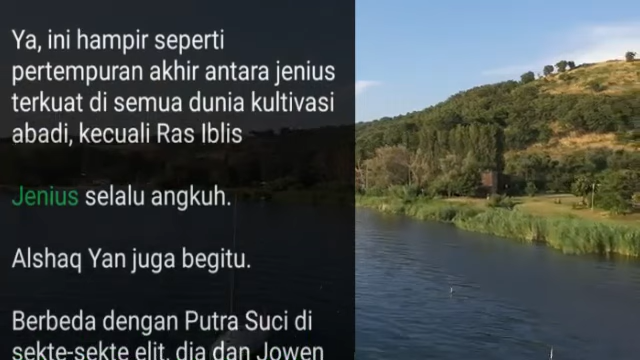 Ya, ini hampir seperti
pertempuran akhir antara jenius
terkuat di semua dunia kultivasi
abadi, kecuali Ras Iblis
Jenius selalu angkuh.
Alshaq Yan juga begitu.
Berbeda dengan Putra Suci di
sekte-sekte elit, dia dan Jowen